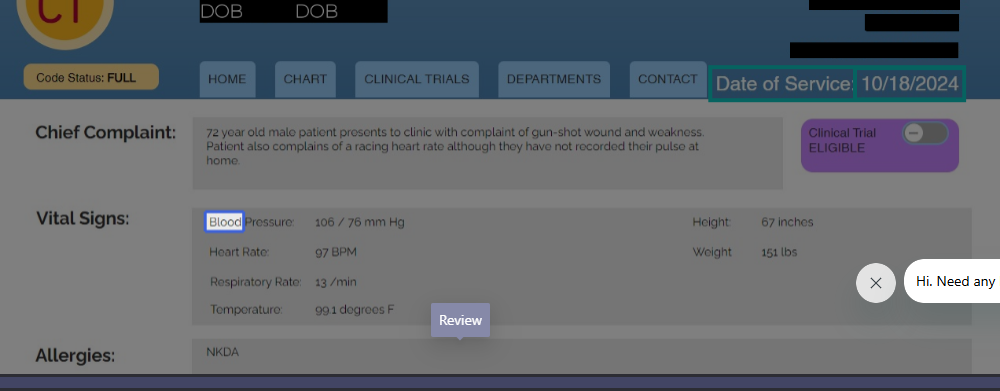 CT
DOB DOB
Code Status: FULL
HOME CHART CLINICAL TRIALS DEPARTMENTS CONTACT Date of Service: 10/18/2024
Chief Complaint: 72 year old male patient presents to clinic with complaint of gun-shot wound and weakness.
Patient also complains of a racing heart rate although they have not recorded their pulse at
home.
Clinical Trial
ELIGIBLE
Vital Signs: Blood Pressure: 106 / 76 mm Hg Height: 67 inches
Heart Rate: 97 BPM Weight 151 lbs
Respiratory Rate: 13 /min
Temperature: 99.1 degrees F
Hi. Need any
Review
Allergies: NKDA